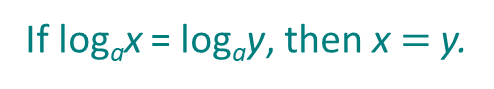 If logₐx = logₐy, then x = y.